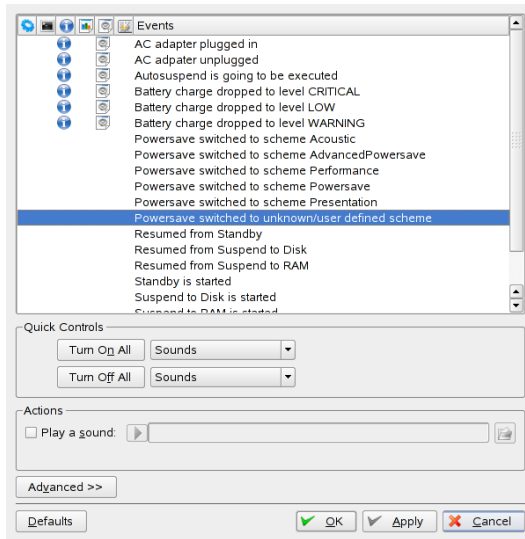 Events
AC adapter plugged in
AC adpater unplugged
Autosuspend is going to be executed
Battery charge dropped to level CRITICAL
Battery charge dropped to level LOW
Battery charge dropped to level WARNING
Powersave switched to scheme Acoustic
Powersave switched to scheme AdvancedPowersave
Powersave switched to scheme Performance
Powersave switched to scheme Powersave
Powersave switched to scheme Presentation
Powersave switched to unknown/user defined scheme
Resumed from Standby
Resumed from Suspend to Disk
Resumed from Suspend to RAM
Standby is started
Suspend to Disk is started
Suspend to RAM is started
Quick Controls
Turn On All Sounds
Turn Off All Sounds
Actions
Play a sound:
Advanced >>
Defaults OK Apply Cancel